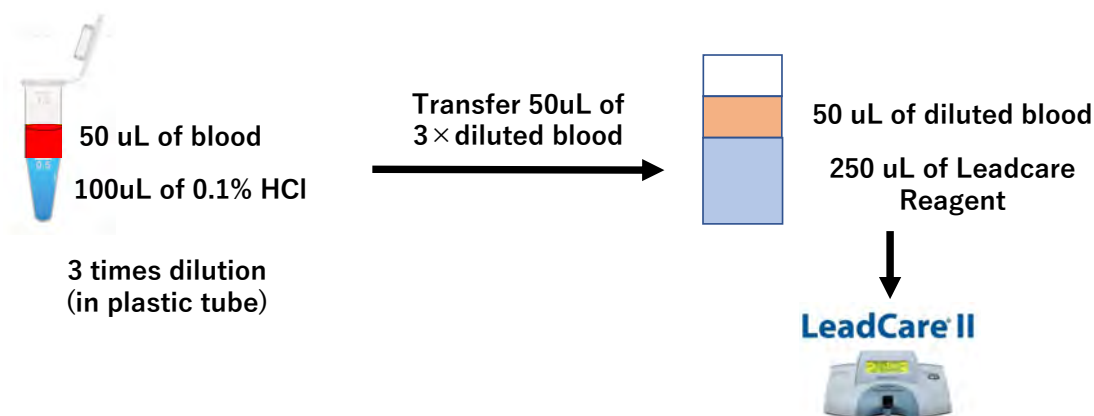 50 uL of blood
100uL of 0.1% HCl
3 times dilution
(in plastic tube)
Transfer 50uL of
3×diluted blood
50 uL of diluted blood
250 uL of Leadcare
Reagent
LeadCare® II